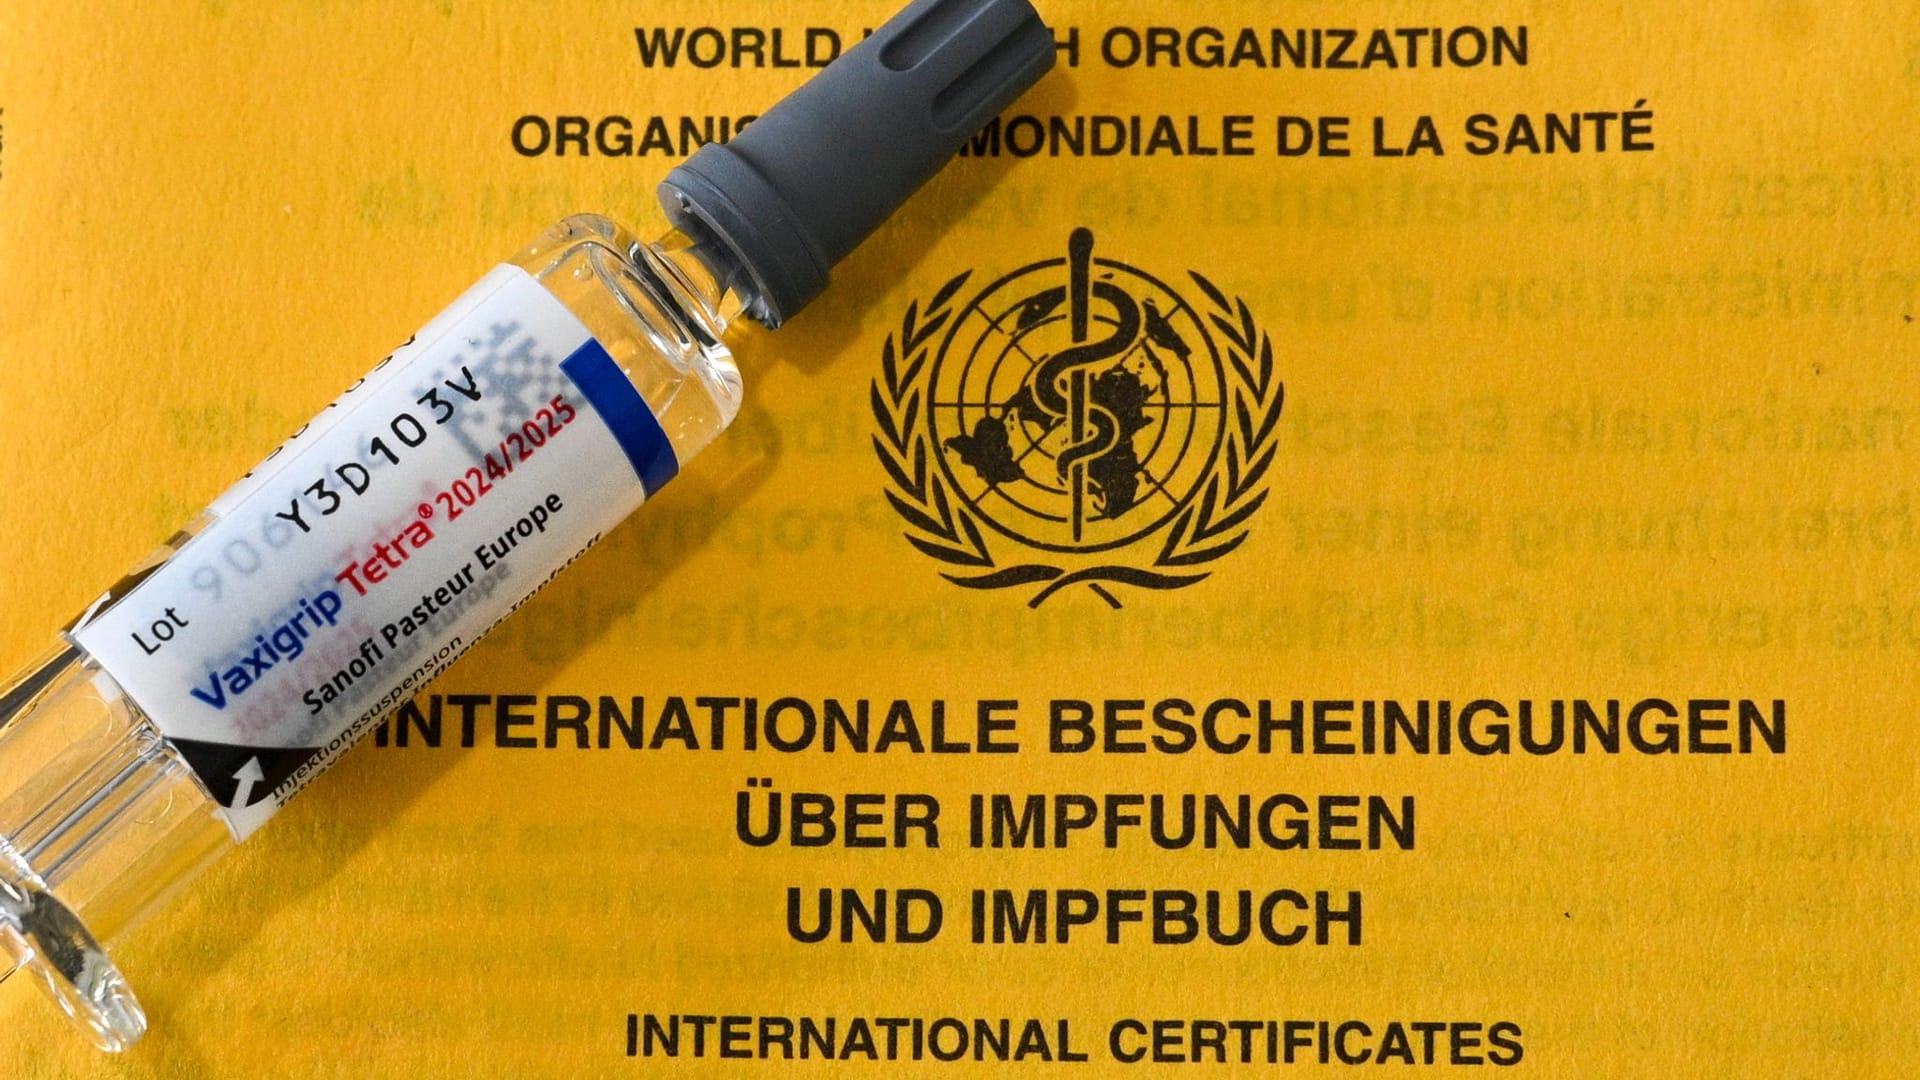 WORLD H ORGANIZATION
ORGANIS MONDIALE DE LA SANTÉ
Lot Y3D103V
Vaxigrip Tetra® 2024/2025
Sanofi Pasteur Europe
Injektionssuspension
INTERNATIONALE BESCHEINIGUNGEN
ÜBER IMPFUNGEN
UND IMPFBUCH
INTERNATIONAL CERTIFICATES